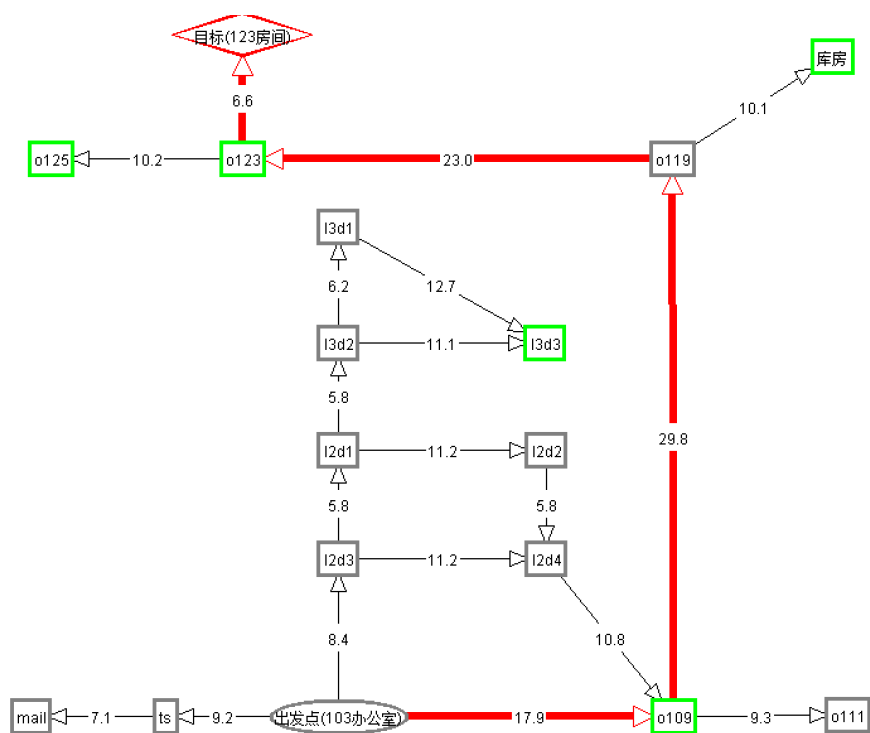 目标(123房间)
库房
6.6
10.1
o125
10.2
o123
23.0
o119
l3d1
6.2
12.7
l3d2
11.1
l3d3
5.8
29.8
l2d1
11.2
l2d2
5.8
5.8
l2d3
11.2
l2d4
8.4
10.8
mail
7.1
ts
9.2
出发点(103办公室)
17.9
o109
9.3
o111